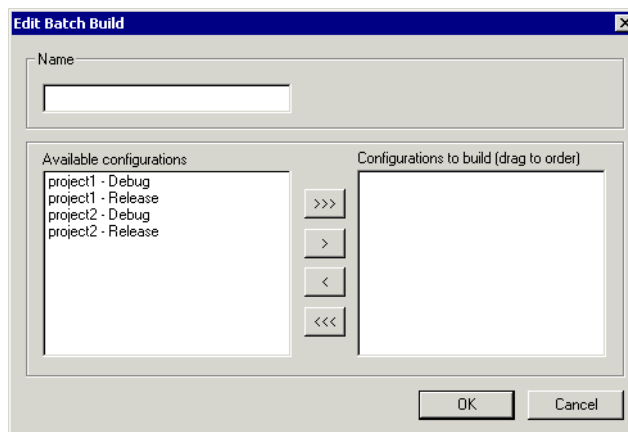 Edit Batch Build
Name
Available configurations
project1 - Debug
project1 - Release
project2 - Debug
project2 - Release
>>>
>
<
<<<
Configurations to build (drag to order)
OK
Cancel